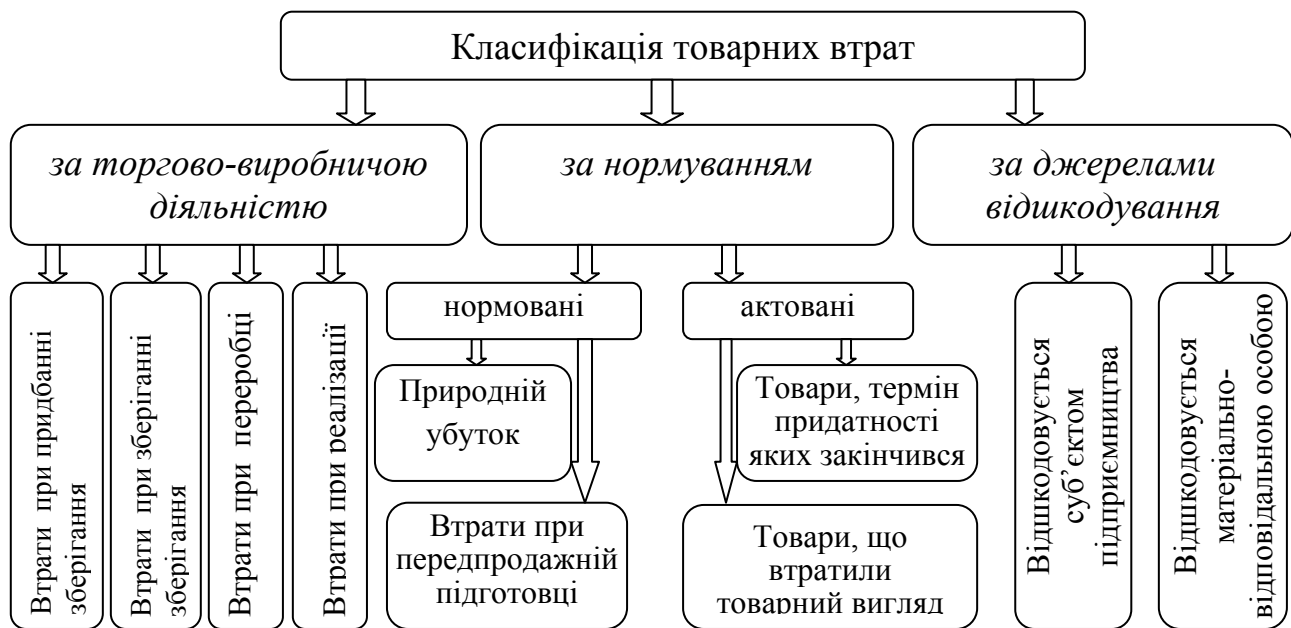 Класифікація товарних втрат
за торгово-виробничою
діяльністю
за нормуванням
за джерелами
відшкодування
Втрати при придбанні
зберігання
Втрати при зберіганні
зберігання
Втрати при переробці
Втрати при реалізації
нормовані
Природній
убуток
Втрати при
передпродажній
підготовці
актовані
Товари, термін
придатності
яких закінчився
Товари, що
втратили
товарний вигляд
Відшкодовується
суб’єктом
підприємництва
Відшкодовується
матеріально-
відповідальною особою